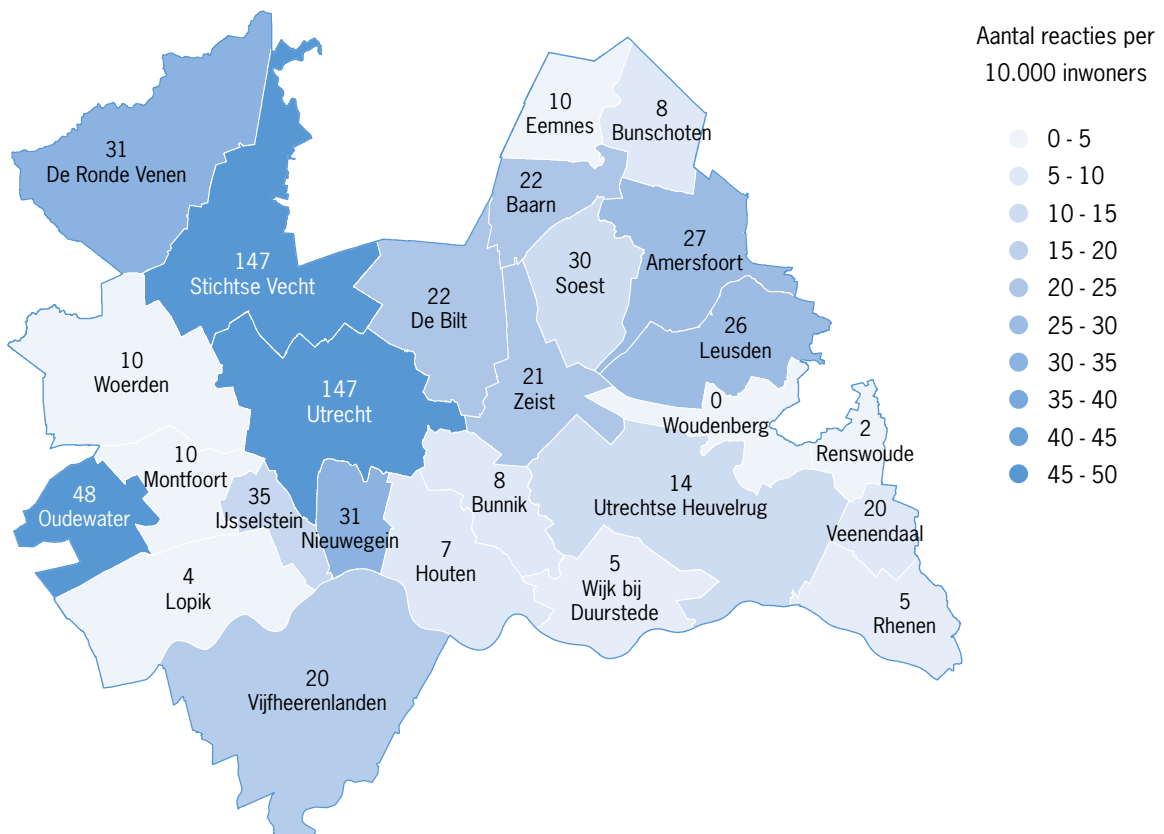 Aantal reacties per
10.000 inwoners
0 - 5
5 - 10
10 - 15
15 - 20
20 - 25
25 - 30
30 - 35
35 - 40
40 - 45
45 - 50
31
De Ronde Venen
10
Eemnes
8
Bunschoten
22
Baarn
27
Amersfoort
30
Soest
147
Stichtse Vecht
22
De Bilt
26
Leusden
10
Woerden
147
Utrecht
21
Zeist
0
Woudenberg
2
Renswoude
10
Montfoort
48
Oudewater
35
IJsselstein
31
Nieuwegein
8
Bunnik
14
Utrechtse Heuvelrug
20
Veenendaal
7
Houten
5
Wijk bij
Duurstede
4
Lopik
5
Rhenen
20
Vijfheerenlanden